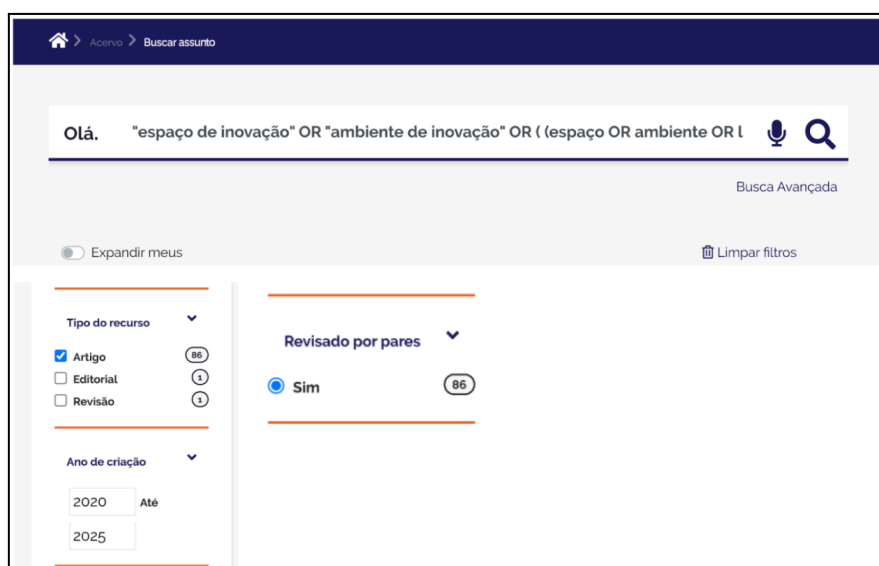 Acervo Buscar assunto
Olá. "espaço de inovação" OR "ambiente de inovação" OR ( (espaço OR ambiente OR l
Busca Avançada
Expandir meus Limpar filtros
Tipo do recurso
Artigo 86
Editorial 1
Revisão 1
Ano de criação
2020 Até
2025
Revisado por pares
Sim 86